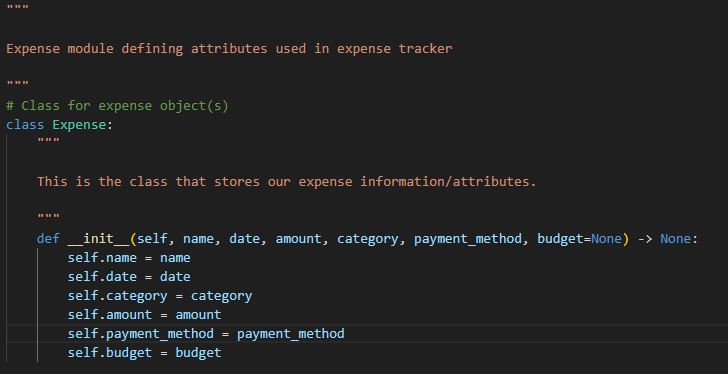 """
Expense module defining attributes used in expense tracker
"""
# Class for expense object(s)
class Expense:
    """
    This is the class that stores our expense information/attributes.
    """
    def __init__(self, name, date, amount, category, payment_method, budget=None) -> None:
        self.name = name
        self.date = date
        self.category = category
        self.amount = amount
        self.payment_method = payment_method
        self.budget = budget